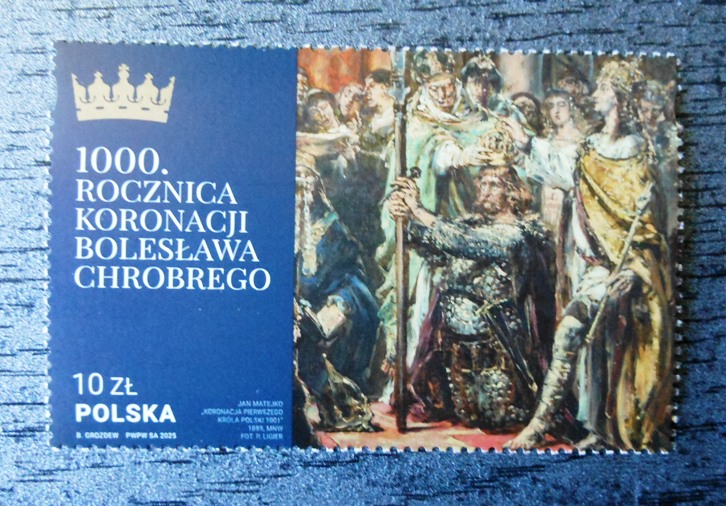 1000.
ROCZNICA
KORONACJI
BOLESŁAWA
CHROBREGO
10 ZŁ
POLSKA
B. GROZDEW PWPW SA 2025
JAN MATEJKO
„KORONACJA PIERWSZEGO
KRÓLA POLSKI 1001"
1889, MNW
FOT. P. LIGIER